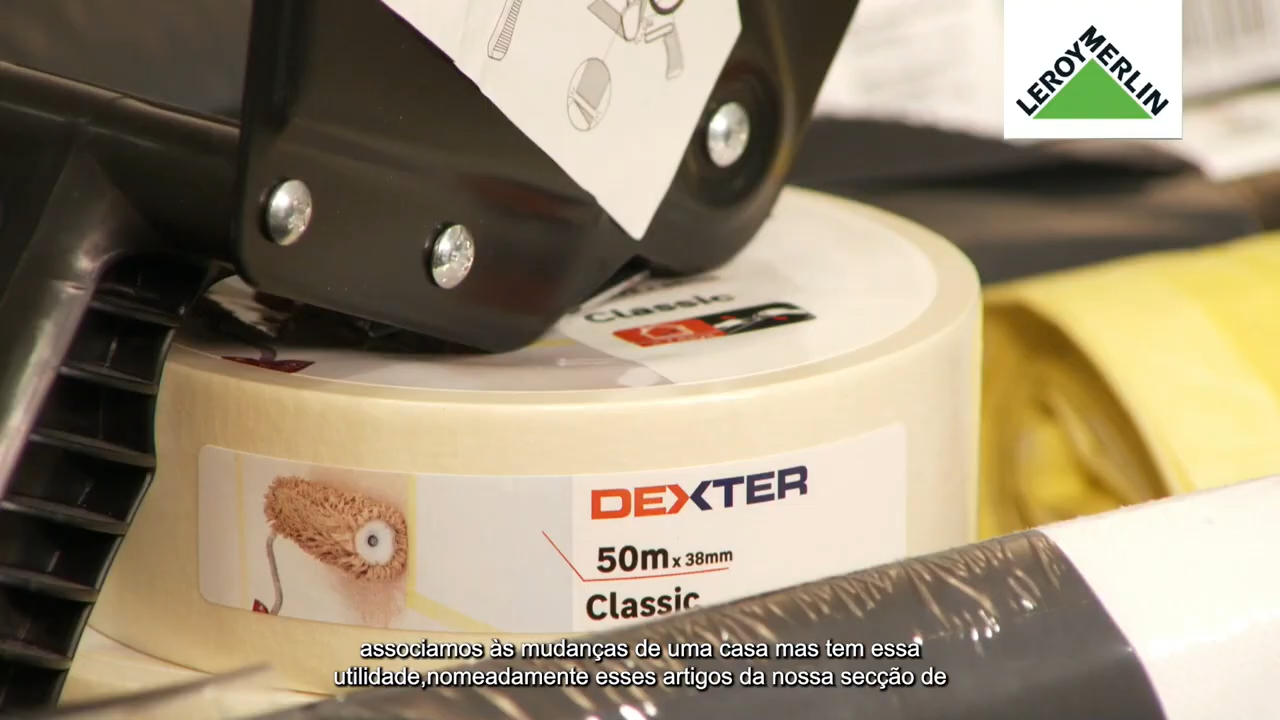 LEROY MERLIN
Classic
DEXTER
50m x 38mm
Classic
associamos às mudanças de uma casa mas tem essa
utilidade,nomeadamente esses artigos da nossa secção de